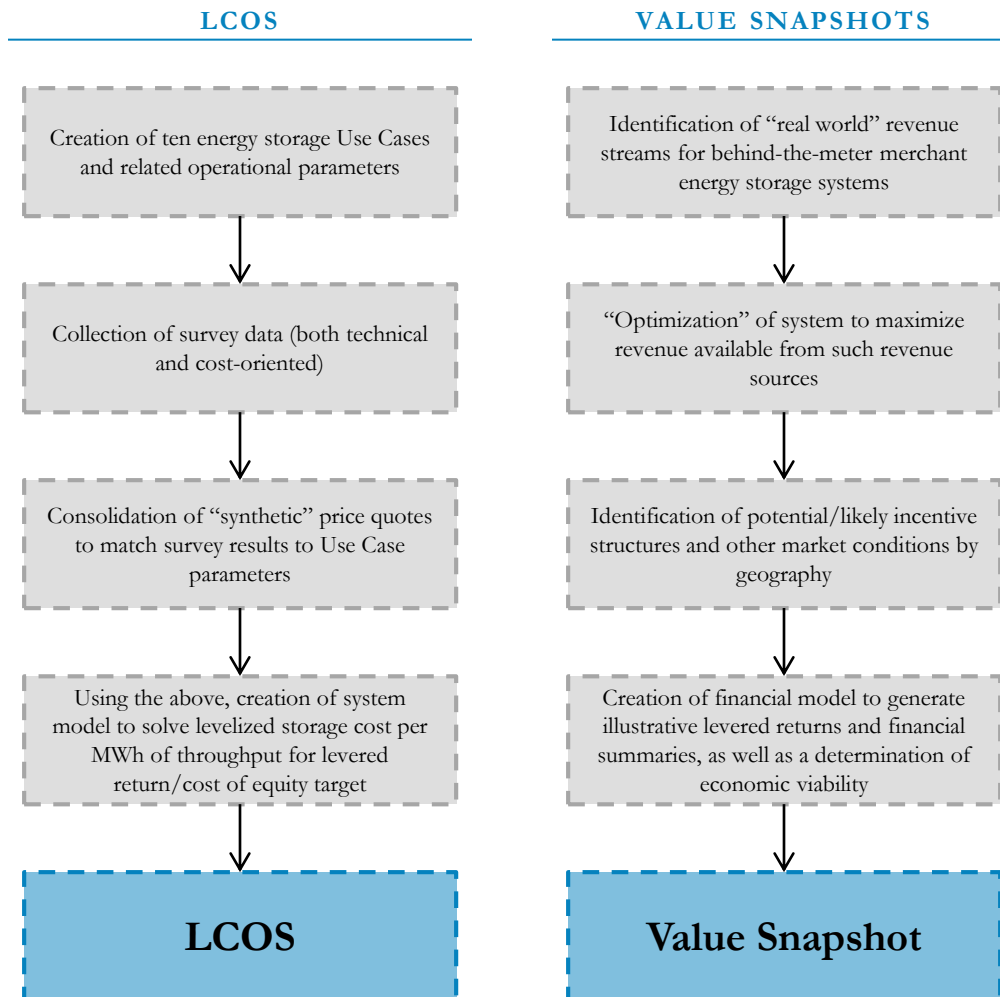 LCOS
Creation of ten energy storage Use Cases
and related operational parameters
Collection of survey data (both technical
and cost-oriented)
Consolidation of “synthetic” price quotes
to match survey results to Use Case
parameters
Using the above, creation of system
model to solve levelized storage cost per
MWh of throughput for levered
return/cost of equity target
LCOS
VALUE SNAPSHOTS
Identification of “real world” revenue
streams for behind-the-meter merchant
energy storage systems
“Optimization” of system to maximize
revenue available from such revenue
sources
Identification of potential/likely incentive
structures and other market conditions by
geography
Creation of financial model to generate
illustrative levered returns and financial
summaries, as well as a determination of
economic viability
Value Snapshot